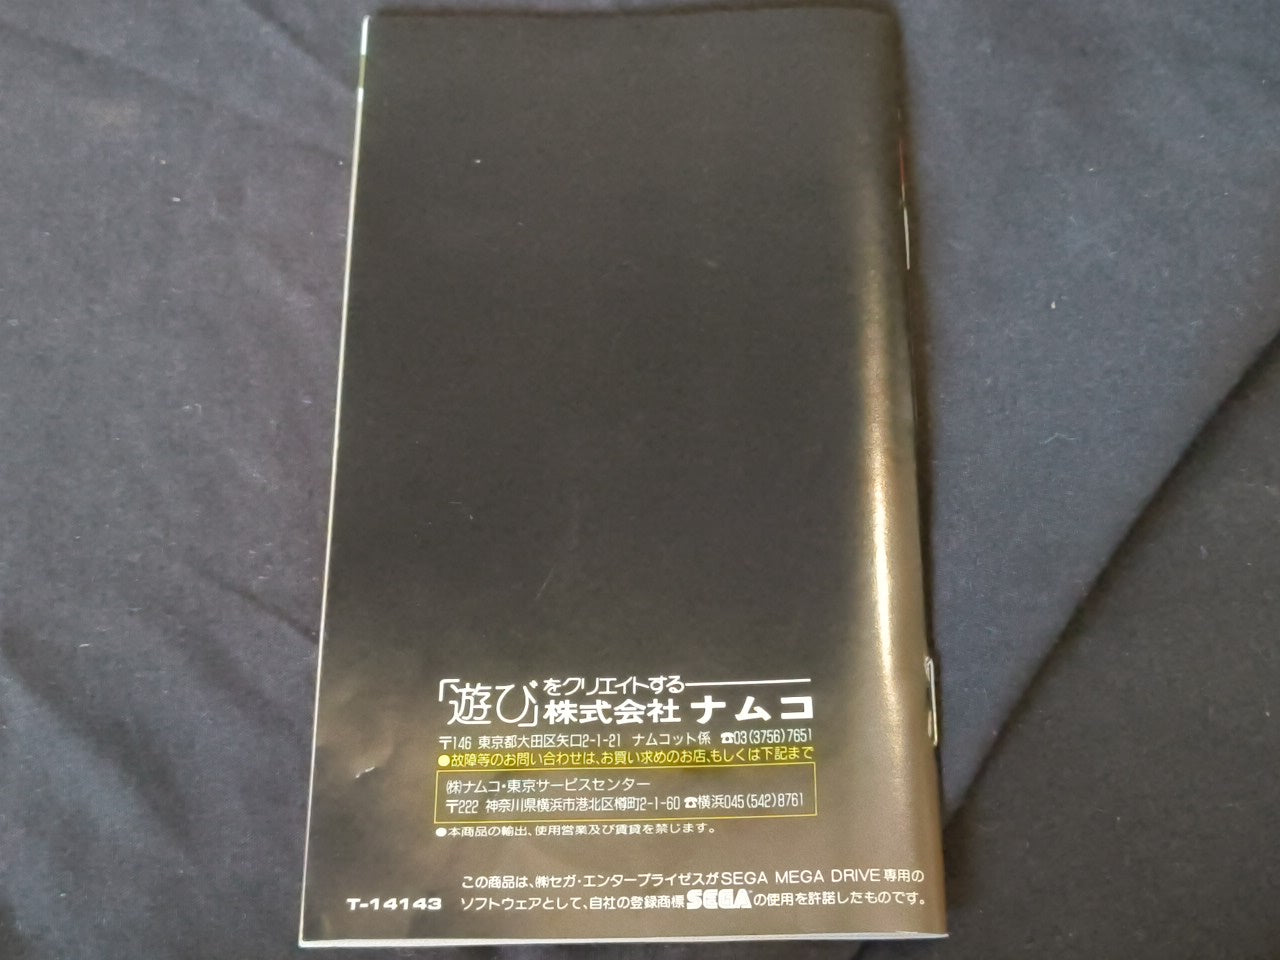 「遊び」をクリエイトする
株式会社ナムコ
〒146 東京都大田区矢口2-1-21 ナムコット係 ☎03(3756)7651
●故障等のお問い合わせは、お買い求めのお店、もしくは下記まで
㈱ナムコ・東京サービスセンター
〒222 神奈川県横浜市港北区樽町2-1-60 ☎横浜045(542)8761
●本商品の輸出、使用営業及び賃貸を禁じます。
この商品は、㈱セガ・エンタープライゼスがSEGA MEGA DRIVE専用の
ソフトウェアとして、自社の登録商標SEGAの使用を許諾したものです。
T-14143